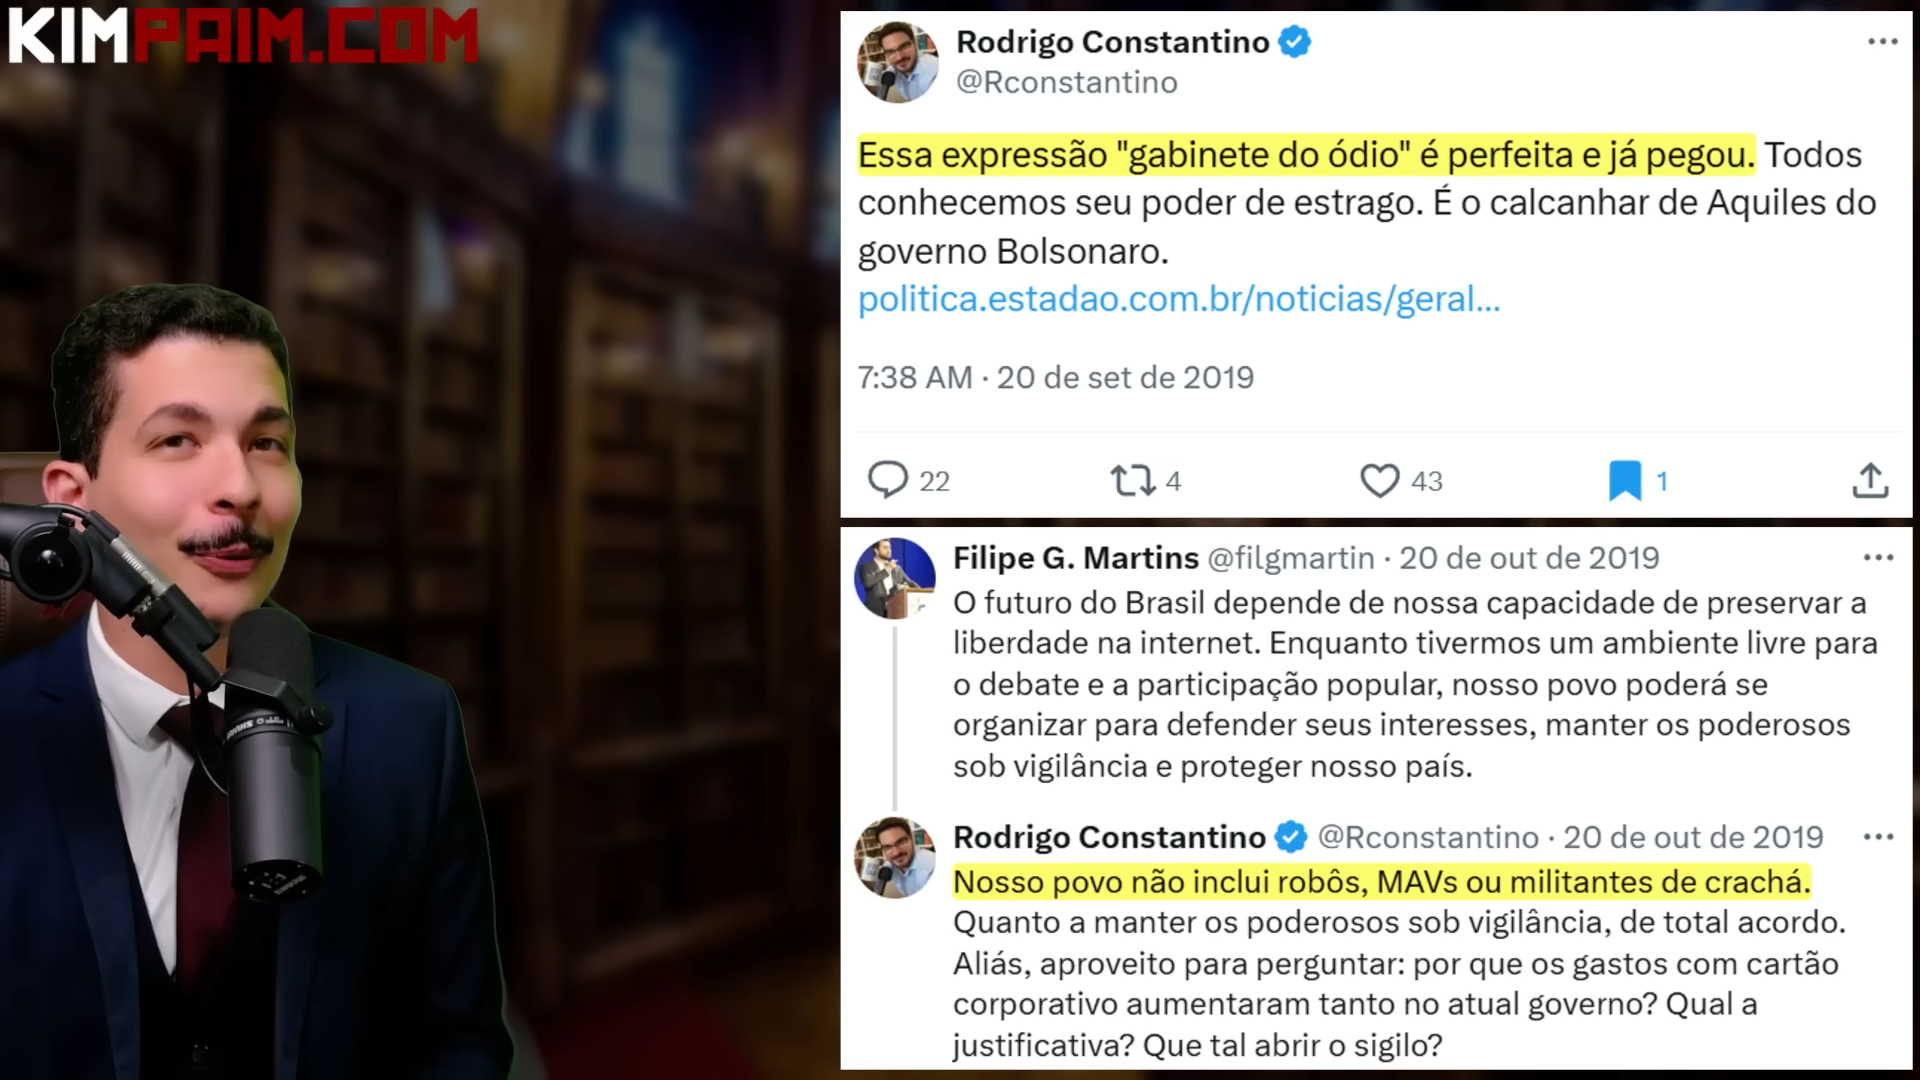 KIMPAIM.COM
Rodrigo Constantino
@Rconstantino
Essa expressão "gabinete do ódio" é perfeita e já pegou. Todos
conhecemos seu poder de estrago. É o calcanhar de Aquiles do
governo Bolsonaro.
politica.estadao.com.br/noticias/geral...
7:38 AM · 20 de set de 2019
22 4 43 1
Filipe G. Martins @filgmartin · 20 de out de 2019
O futuro do Brasil depende de nossa capacidade de preservar a
liberdade na internet. Enquanto tivermos um ambiente livre para
o debate e a participação popular, nosso povo poderá se
organizar para defender seus interesses, manter os poderosos
sob vigilância e proteger nosso país.
Rodrigo Constantino @Rconstantino · 20 de out de 2019
Nosso povo não inclui robôs, MAVs ou militantes de crachá.
Quanto a manter os poderosos sob vigilância, de total acordo.
Aliás, aproveito para perguntar: por que os gastos com cartão
corporativo aumentaram tanto no atual governo? Qual a
justificativa? Que tal abrir o sigilo?